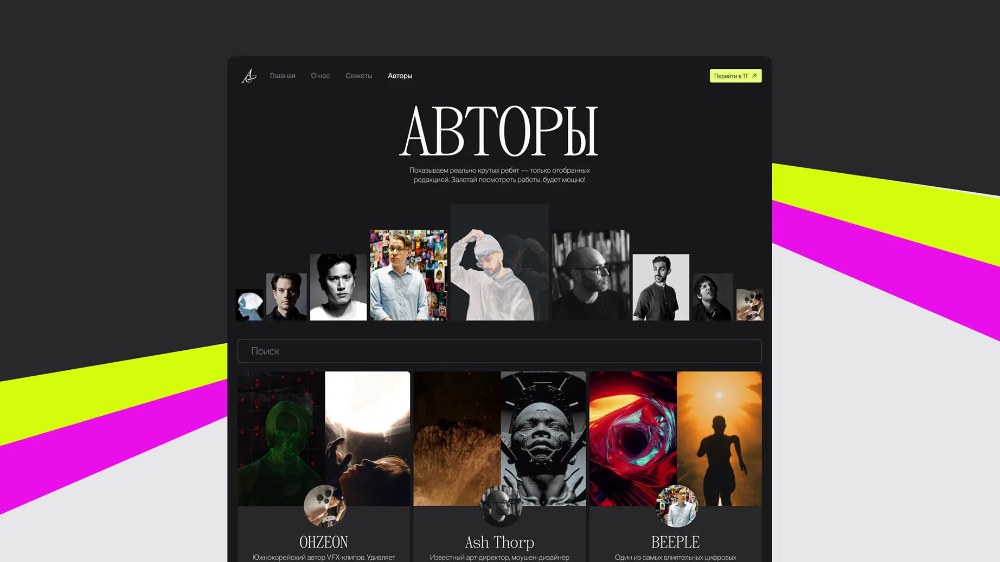 Главная
О нас
Сюжеты
Авторы
Перейти в ТГ
АВТОРЫ
Показываем реально крутых ребят — только отобранных
редакцией. Залетай посмотреть работы, будет мощно!
Поиск
OHZEON
Южнокорейский автор VFX-клипов. Удивляет
Ash Thorp
Известный арт-директор, моушен-дизайнер
BEEPLE
Один из самых влиятельных цифровых